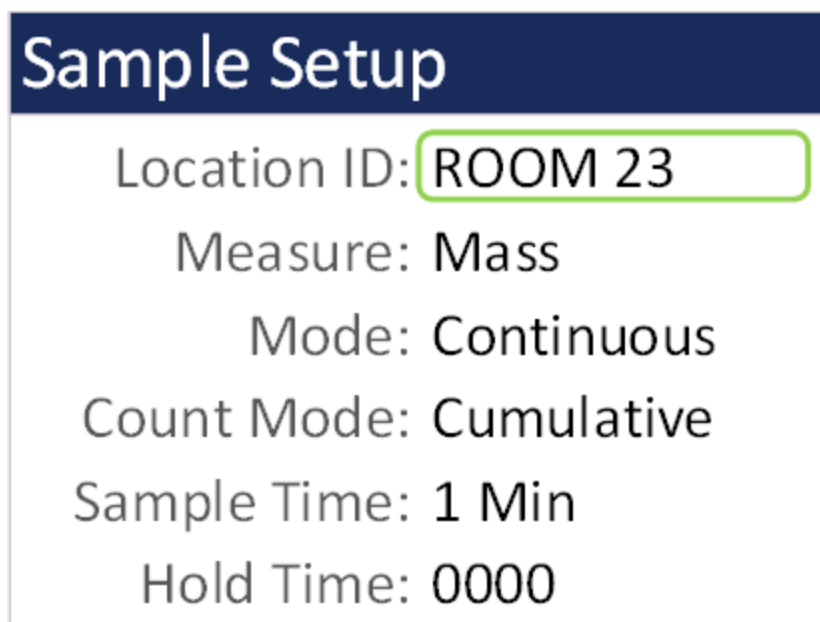 Sample Setup
Location ID: ROOM 23
Measure: Mass
Mode: Continuous
Count Mode: Cumulative
Sample Time: 1 Min
Hold Time: 0000